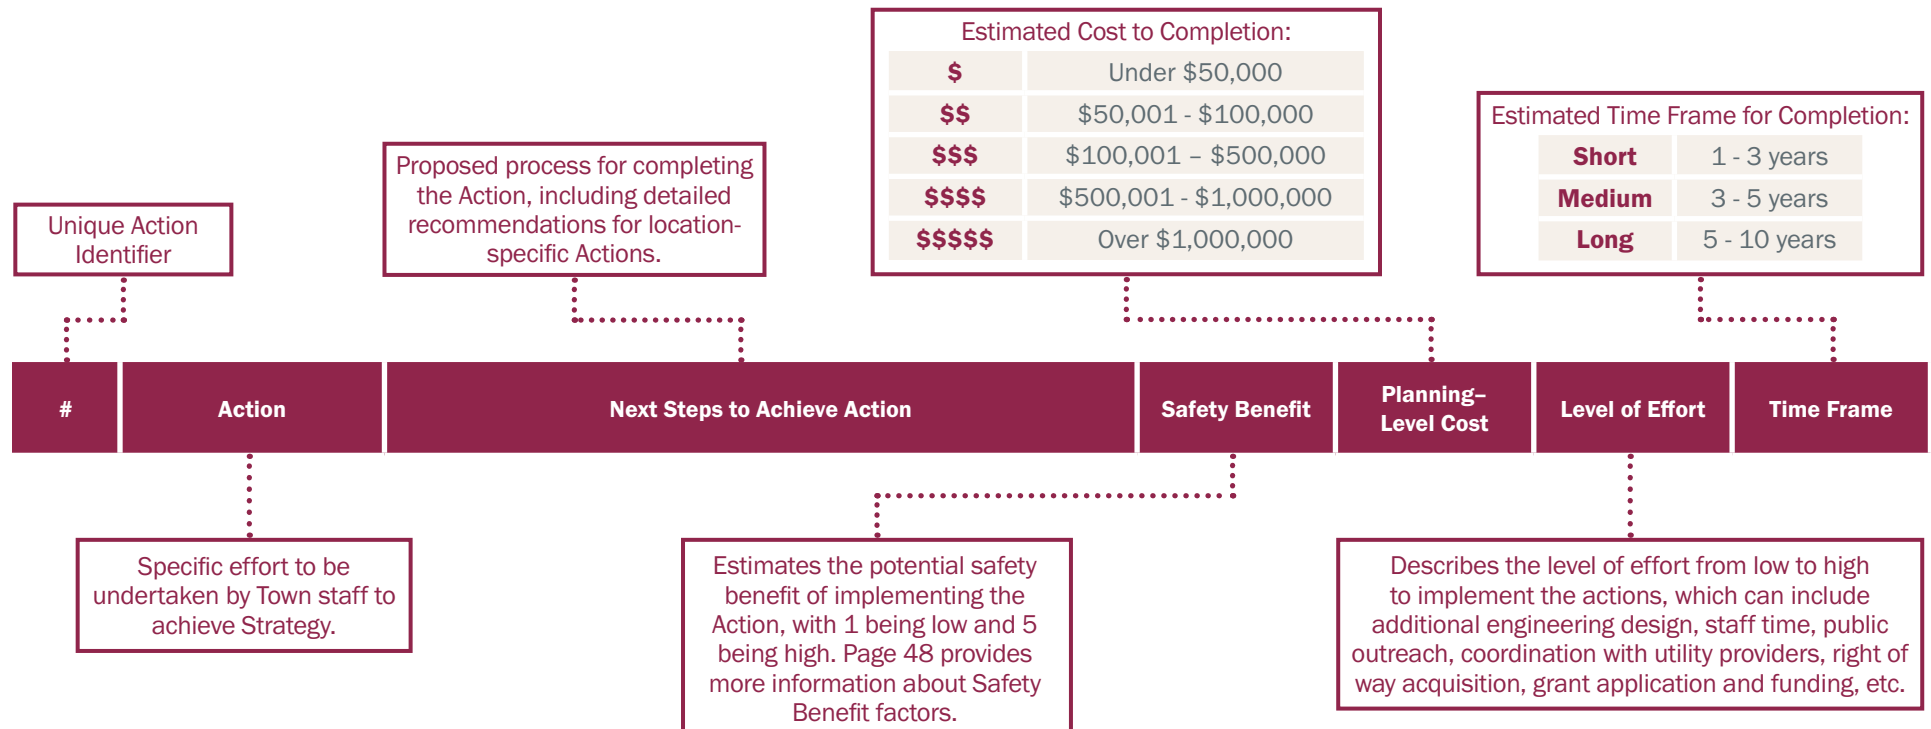 Estimated Cost to Completion:
$ Under $50,000
$$ $50,001 - $100,000
$$$ $100,001 – $500,000
$$$$ $500,001 - $1,000,000
$$$$$ Over $1,000,000
Estimated Time Frame for Completion:
Short 1 - 3 years
Medium 3 - 5 years
Long 5 - 10 years
Proposed process for completing
the Action, including detailed
recommendations for location-
specific Actions.
Unique Action
Identifier
#
Action
Next Steps to Achieve Action
Safety Benefit
Planning–
Level Cost
Level of Effort
Time Frame
Specific effort to be
undertaken by Town staff to
achieve Strategy.
Estimates the potential safety
benefit of implementing the
Action, with 1 being low and 5
being high. Page 48 provides
more information about Safety
Benefit factors.
Describes the level of effort from low to high
to implement the actions, which can include
additional engineering design, staff time, public
outreach, coordination with utility providers, right of
way acquisition, grant application and funding, etc.